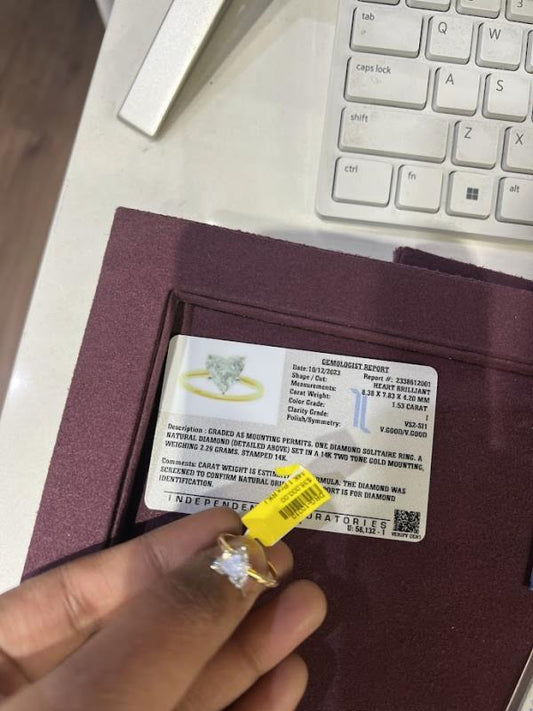 tab
Q
W
3
caps lock
A
S
shift
Z
X
ctrl
fn
alt
GEMOLOGIST REPORT
Date:10/12/2023 Report #: 2338612001
Shape / Cut: HEART BRILLIANT
Measurements: 8.38 X 7.83 X 4.20 MM
Carat Weight: 1.53 CARAT
Color Grade: I
Clarity Grade: VS2-SI1
Polish/Symmetry: V.GOOD/V.GOOD
Description : GRADED AS MOUNTING PERMITS. ONE DIAMOND SOLITAIRE RING. A
NATURAL DIAMOND (DETAILED ABOVE) SET IN A 14K TWO TONE GOLD MOUNTING,
WEIGHING 2.29 GRAMS. STAMPED 14K.
Comments: CARAT WEIGHT IS ESTIM FORMULA. THE DIAMOND WAS
SCREENED TO CONFIRM NATURAL ORI PORT IS FOR DIAMOND
IDENTIFICATION.
INDEPENDE ORATORIES
U: 58,132 - I
VERIFY CERT